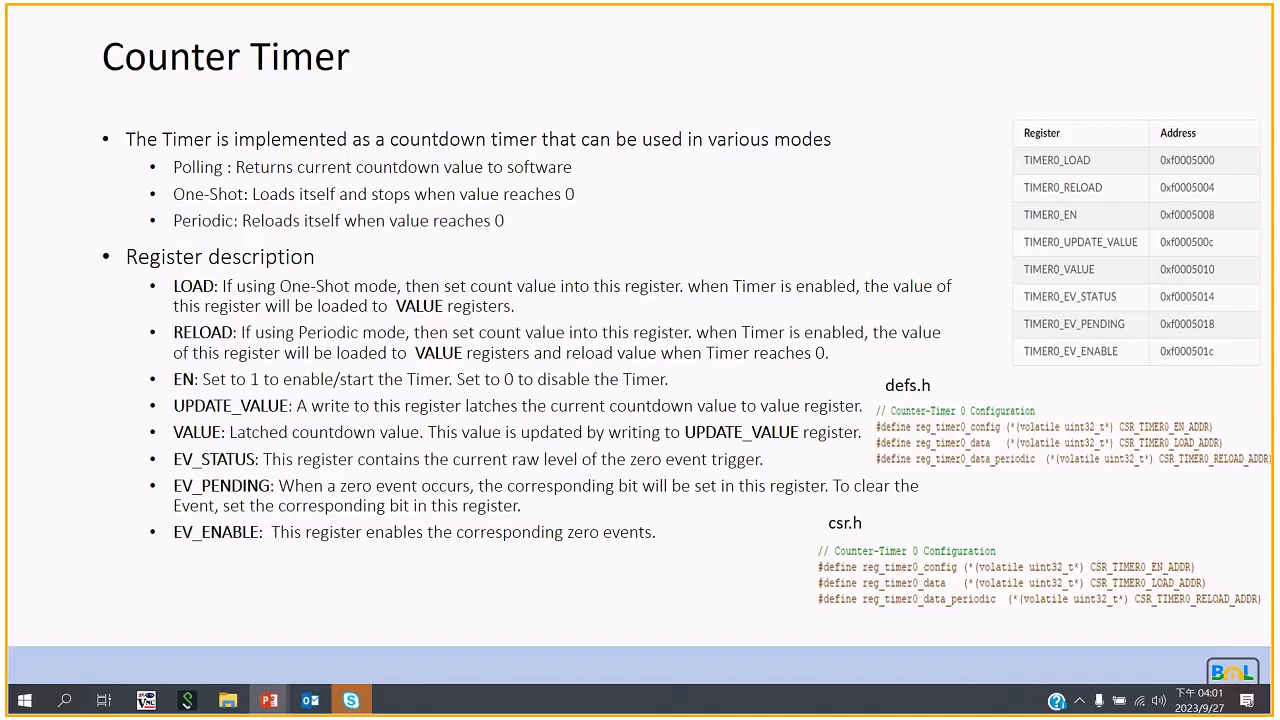 Counter Timer
• The Timer is implemented as a countdown timer that can be used in various modes
• Polling : Returns current countdown value to software
• One-Shot: Loads itself and stops when value reaches 0
• Periodic: Reloads itself when value reaches 0
• Register description
• LOAD: If using One-Shot mode, then set count value into this register. when Timer is enabled, the value of
this register will be loaded to VALUE registers.
• RELOAD: If using Periodic mode, then set count value into this register. when Timer is enabled, the value
of this register will be loaded to VALUE registers and reload value when Timer reaches 0.
• EN: Set to 1 to enable/start the Timer. Set to 0 to disable the Timer.
• UPDATE_VALUE: A write to this register latches the current countdown value to value register.
• VALUE: Latched countdown value. This value is updated by writing to UPDATE_VALUE register.
• EV_STATUS: This register contains the current raw level of the zero event trigger.
• EV_PENDING: When a zero event occurs, the corresponding bit will be set in this register. To clear the
Event, set the corresponding bit in this register.
• EV_ENABLE: This register enables the corresponding zero events.
Register Address
TIMER0_LOAD 0xf0005000
TIMER0_RELOAD 0xf0005004
TIMER0_EN 0xf0005008
TIMER0_UPDATE_VALUE 0xf000500c
TIMER0_VALUE 0xf0005010
TIMER0_EV_STATUS 0xf0005014
TIMER0_EV_PENDING 0xf0005018
TIMER0_EV_ENABLE 0xf000501c
defs.h
// Counter-Timer 0 Configuration
#define reg_timer0_config (*(volatile uint32_t*) CSR_TIMER0_EN_ADDR)
#define reg_timer0_data (*(volatile uint32_t*) CSR_TIMER0_LOAD_ADDR)
#define reg_timer0_data_periodic (*(volatile uint32_t*) CSR_TIMER0_RELOAD_ADDR)
csr.h
// Counter-Timer 0 Configuration
#define reg_timer0_config (*(volatile uint32_t*) CSR_TIMER0_EN_ADDR)
#define reg_timer0_data (*(volatile uint32_t*) CSR_TIMER0_LOAD_ADDR)
#define reg_timer0_data_periodic (*(volatile uint32_t*) CSR_TIMER0_RELOAD_ADDR)
BOL
下午 04:01
2023/9/27